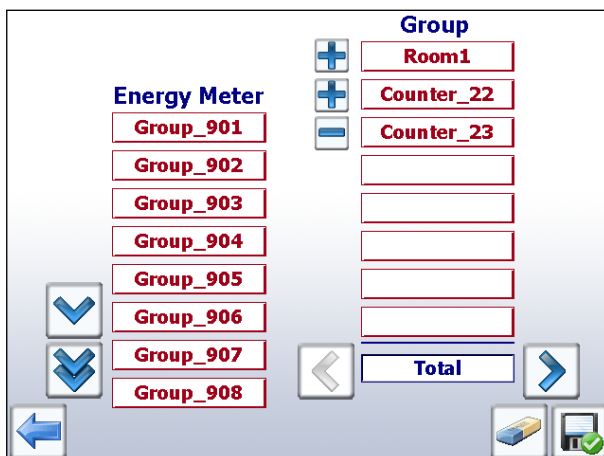 Energy Meter
Group_901
Group_902
Group_903
Group_904
Group_905
Group_906
Group_907
Group_908
Group
Room1
Counter_22
Counter_23
Total